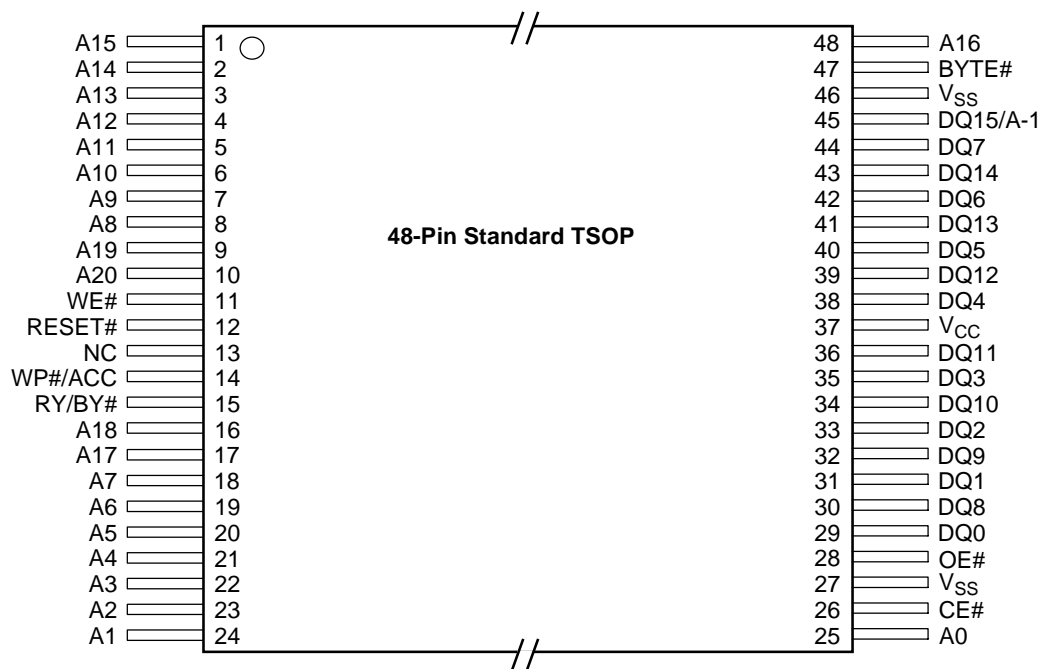 A15 1 48 A16
A14 2 47 BYTE#
A13 3 46 VSS
A12 4 45 DQ15/A-1
A11 5 44 DQ7
A10 6 43 DQ14
A9 7 42 DQ6
A8 8 41 DQ13
48-Pin Standard TSOP
A19 9 40 DQ5
A20 10 39 DQ12
WE# 11 38 DQ4
RESET# 12 37 VCC
NC 13 36 DQ11
WP#/ACC 14 35 DQ3
RY/BY# 15 34 DQ10
A18 16 33 DQ2
A17 17 32 DQ9
A7 18 31 DQ1
A6 19 30 DQ8
A5 20 29 DQ0
A4 21 28 OE#
A3 22 27 VSS
A2 23 26 CE#
A1 24 25 A0